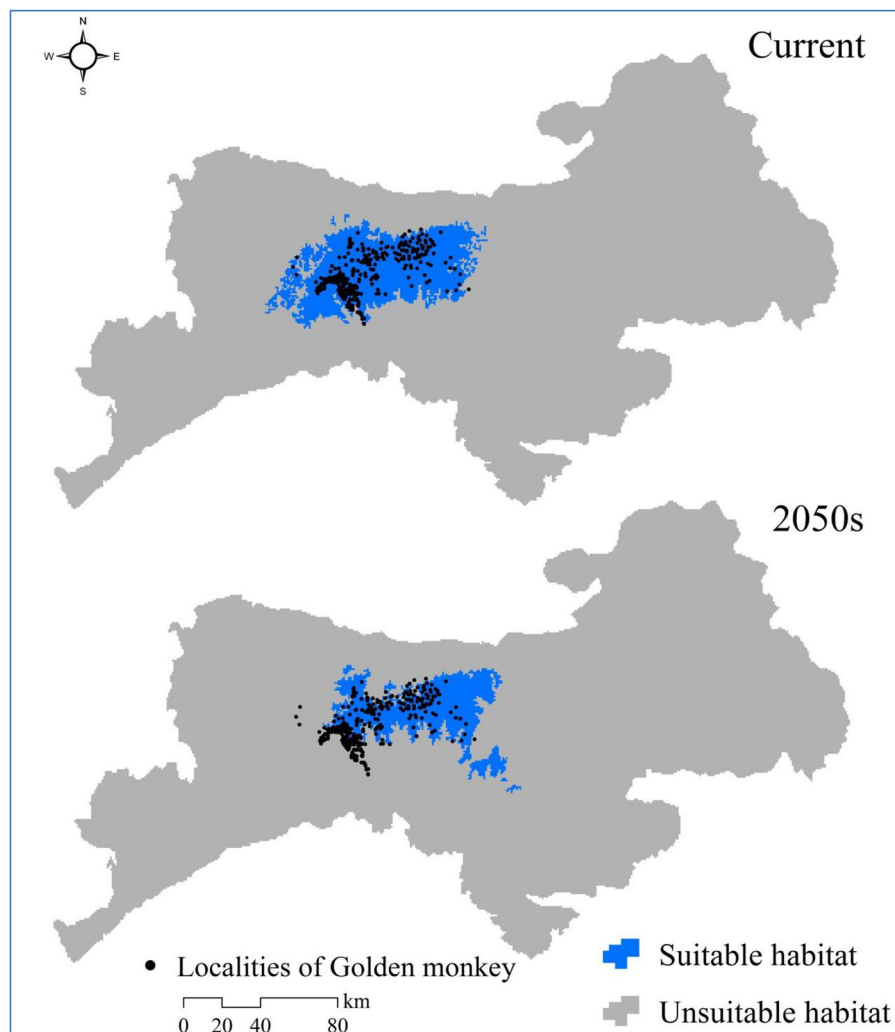 N
W E
S
Current
2050s
Localities of Golden monkey
km
0 20 40 80
Suitable habitat
Unsuitable habitat